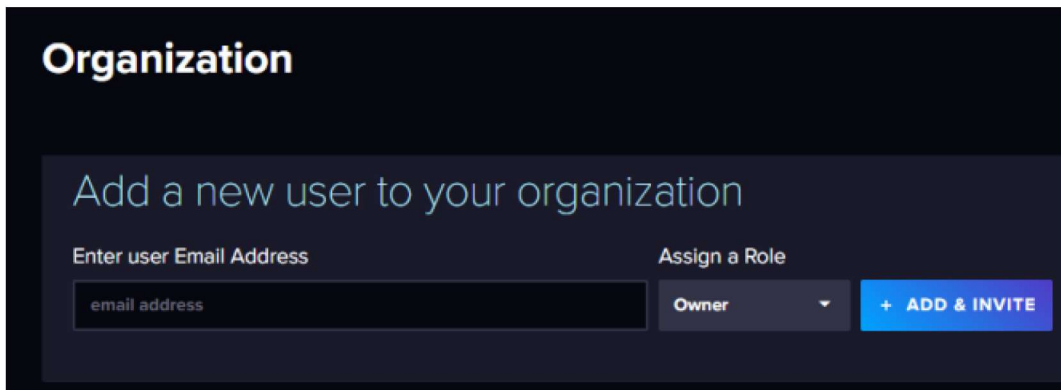 Organization
Add a new user to your organization
Enter user Email Address
Assign a Role
email address
Owner
+ ADD & INVITE